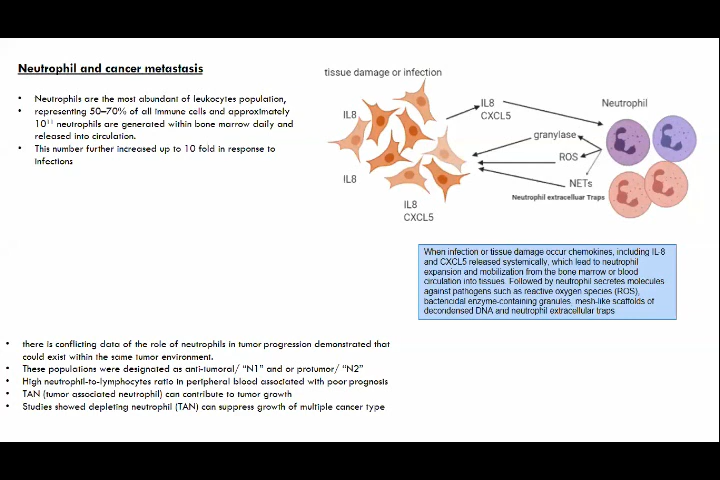 Neutrophil and cancer metastasis
• Neutrophils are the most abundant of leukocytes population,
• representing 50–70% of all immune cells and approximately
10¹¹ neutrophils are generated within bone marrow daily and
released into circulation.
• This number further increased up to 10 fold in response to
infections
tissue damage or infection
IL8
IL8
IL8
CXCL5
IL8
CXCL5
Neutrophil
granylase
ROS
NETs
Neutrophil extracelluar Traps
When infection or tissue damage occur chemokines, including IL-8
and CXCL5 released systemically, which lead to neutrophil
expansion and mobilization from the bone marrow or blood
circulation into tissues. Followed by neutrophil secretes molecules
against pathogens such as reactive oxygen species (ROS),
bactericidal enzyme-containing granules, mesh-like scaffolds of
decondensed DNA and neutrophil extracellular traps
• there is conflicting data of the role of neutrophils in tumor progression demonstrated that
could exist within the same tumor environment.
• These populations were designated as anti-tumoral/ “N1” and or protumor/ “N2”
• High neutrophil-to-lymphocytes ratio in peripheral blood associated with poor prognosis
• TAN (tumor associated neutrophil) can contribute to tumor growth
• Studies showed depleting neutrophil (TAN) can suppress growth of multiple cancer type